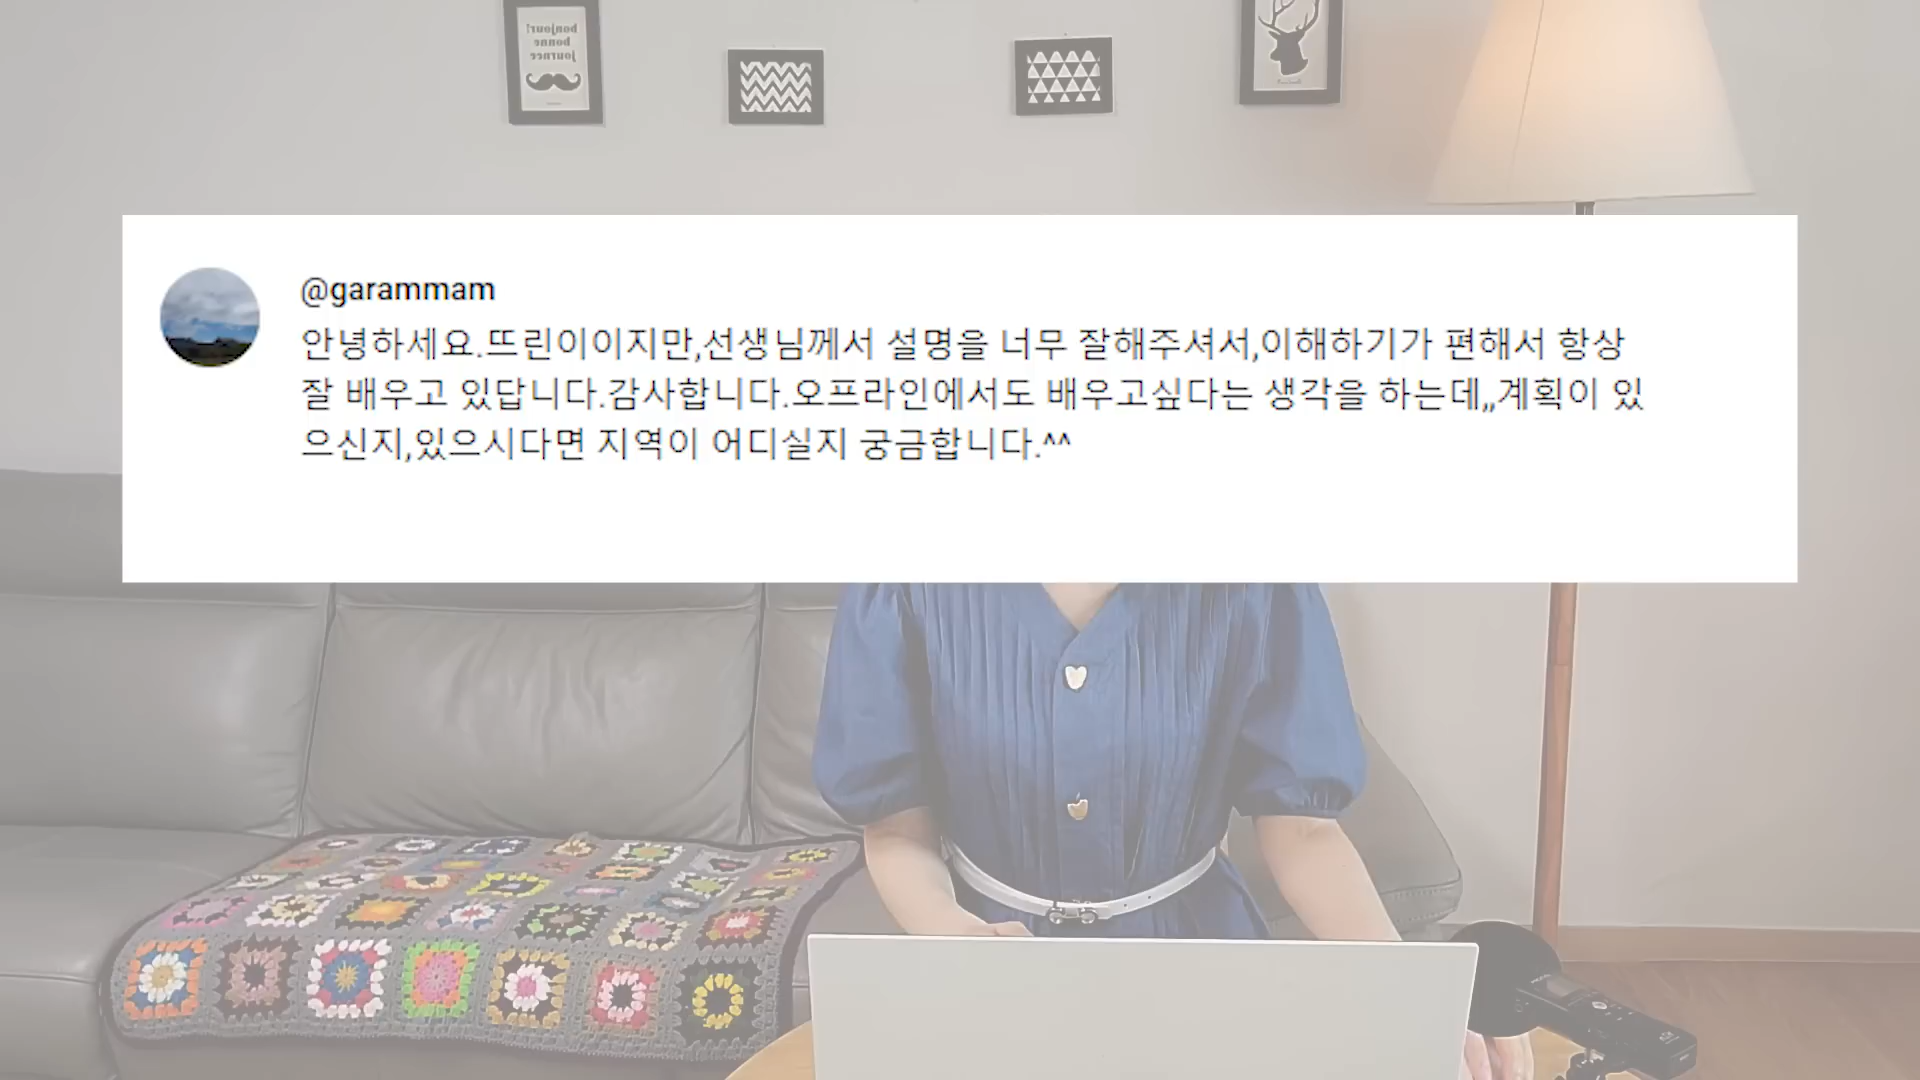 bonjour!
bonne
journee
@garammam
안녕하세요.뜨린이이지만,선생님께서 설명을 너무 잘해주셔서,이해하기가 편해서 항상
잘 배우고 있답니다.감사합니다.오프라인에서도 배우고싶다는 생각을 하는데,,계획이 있
으신지,있으시다면 지역이 어디실지 궁금합니다.^^